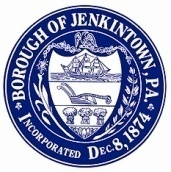 BOROUGH OF JENKINTOWN, PA.
INCORPORATED DEC. 8, 1874